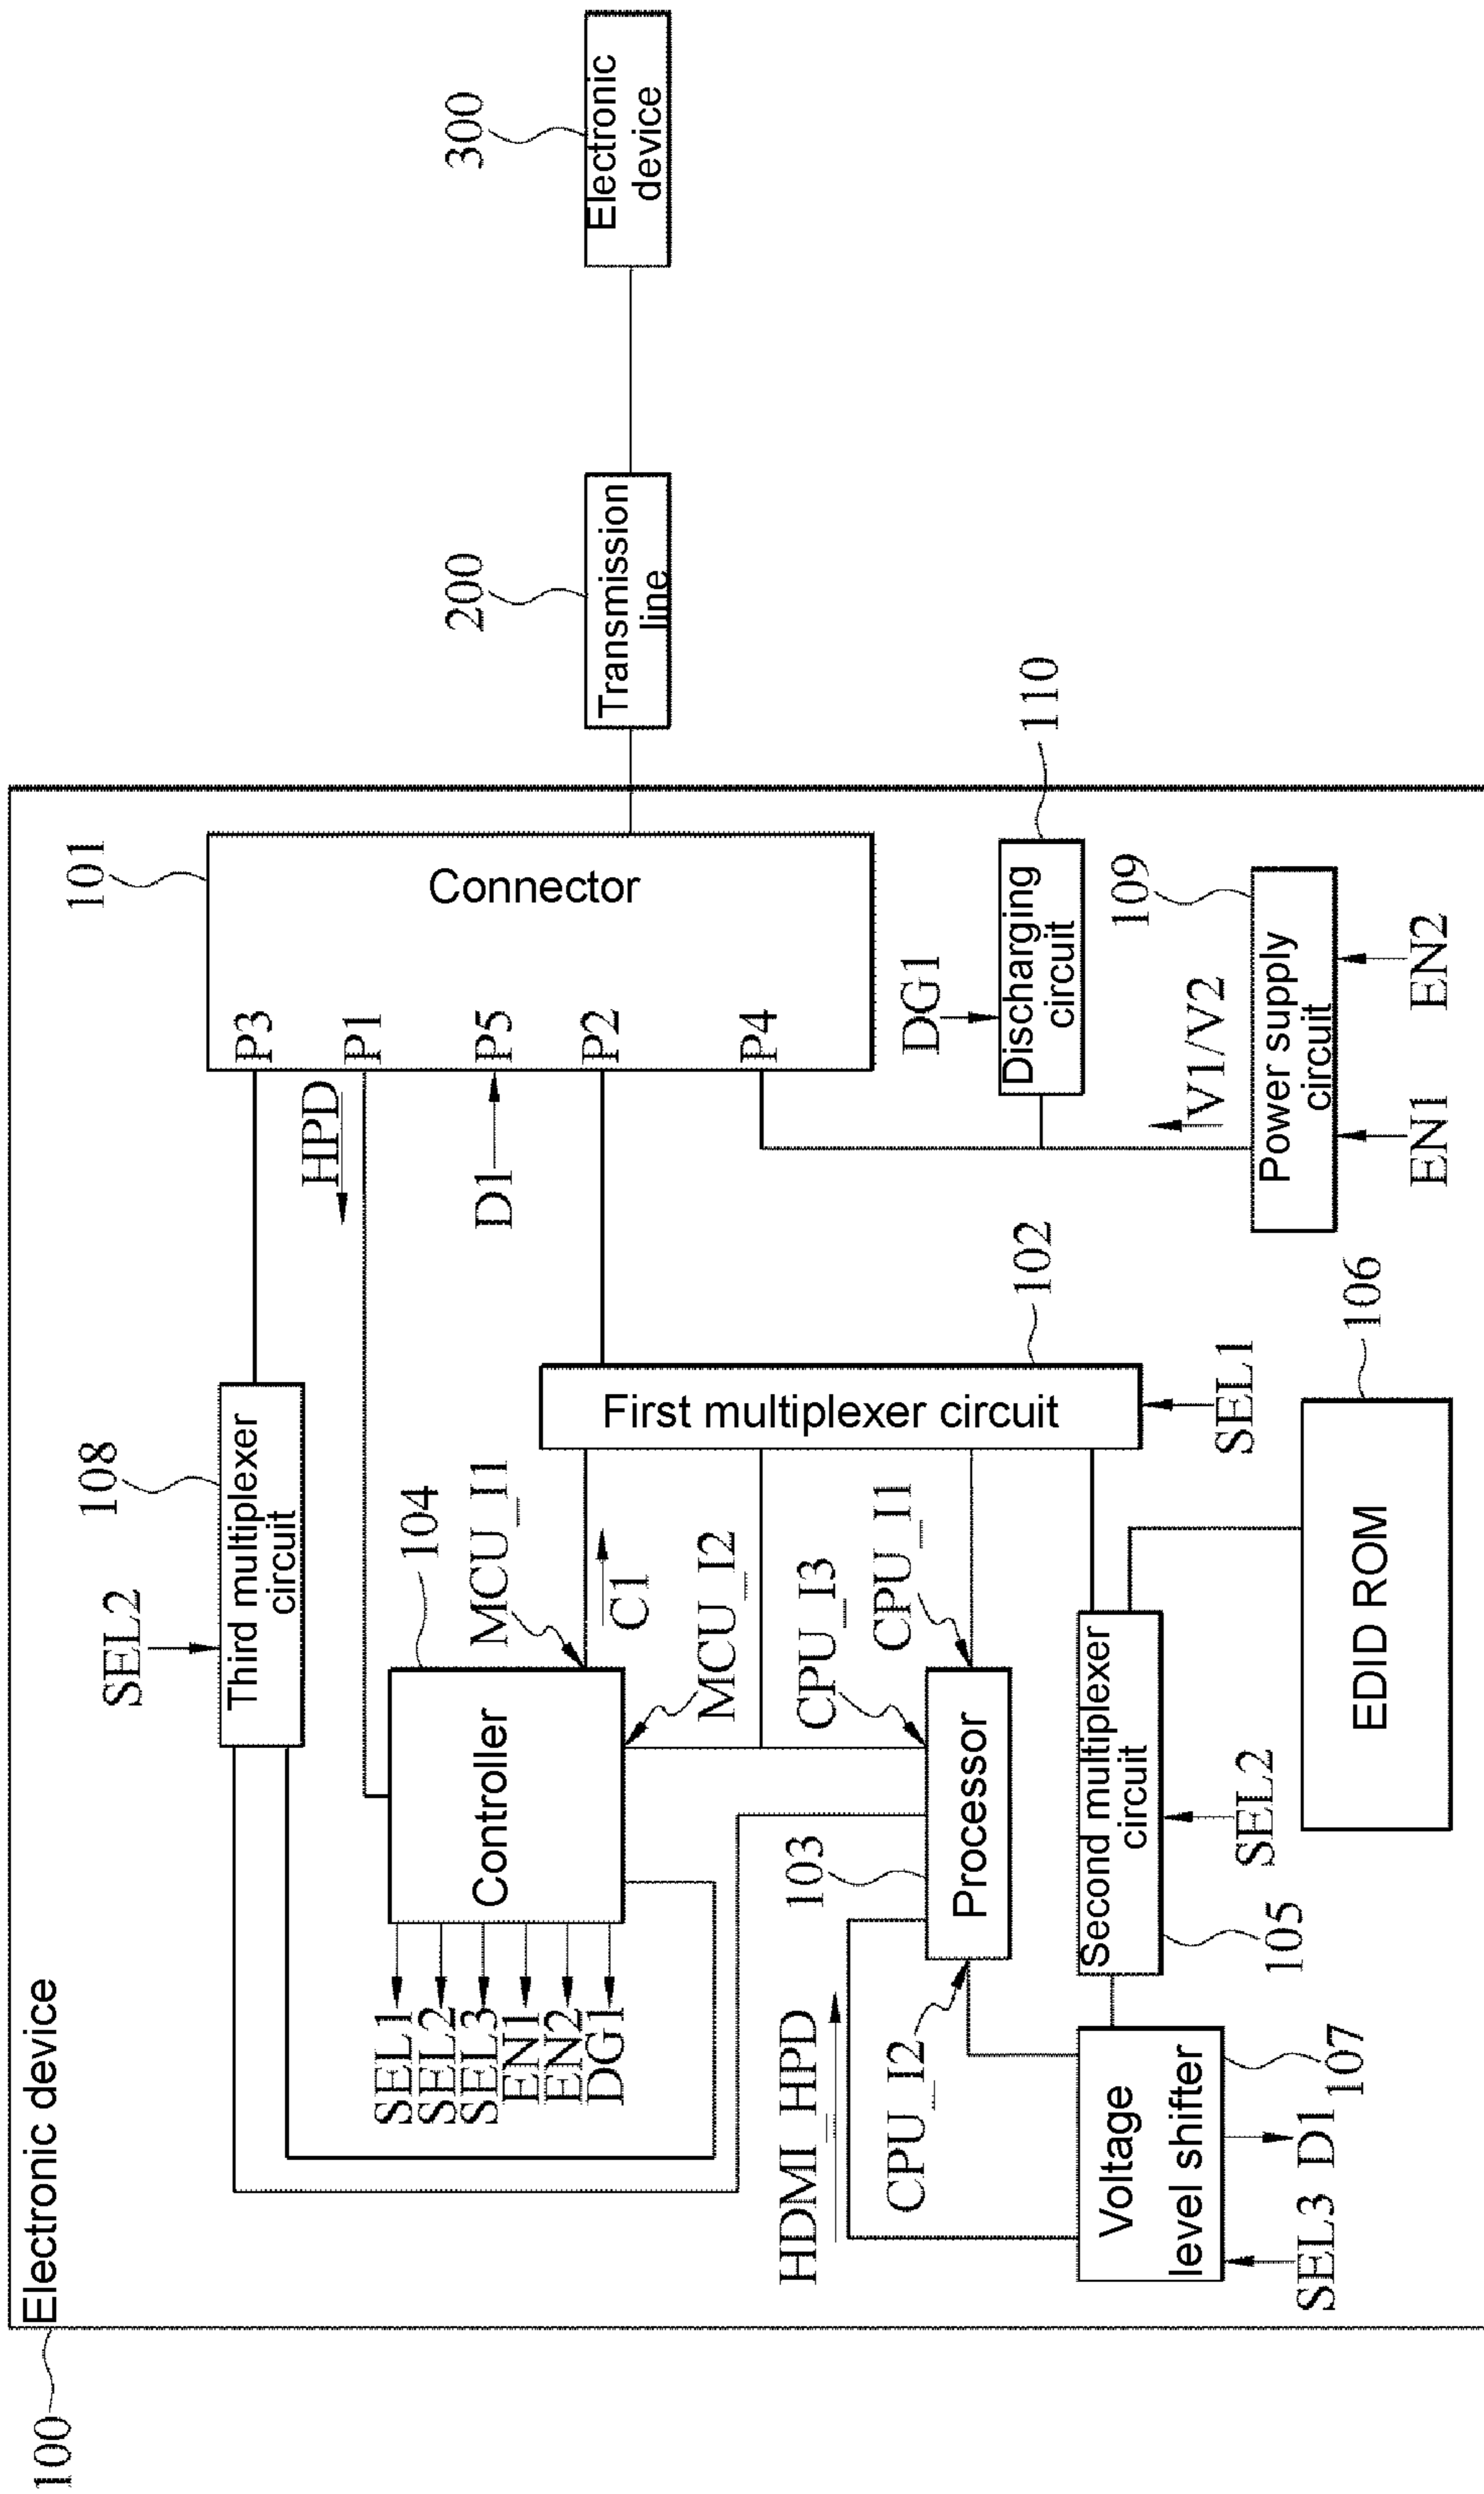 100
Electronic device
SEL2
108
Third multiplexer
circuit
101
Connector
P3
P1
P5
P2
P4
HPD
D1
200
Transmission
line
300
Electronic
device
104
Controller
SEL1
SEL2
SEL3
EN1
EN2
DG1
MCU_I1
C1
MCU_I2
First multiplexer circuit
102
SEL1
CPU_I3
CPU_I1
103
Processor
HDMI_HPD
CPU_I2
DG1
Discharging
circuit
110
V1/V2
109
Power supply
circuit
EN1
EN2
Second multiplexer
circuit
105
SEL2
Voltage
level shifter
107
SEL3
D1
106
EDID ROM